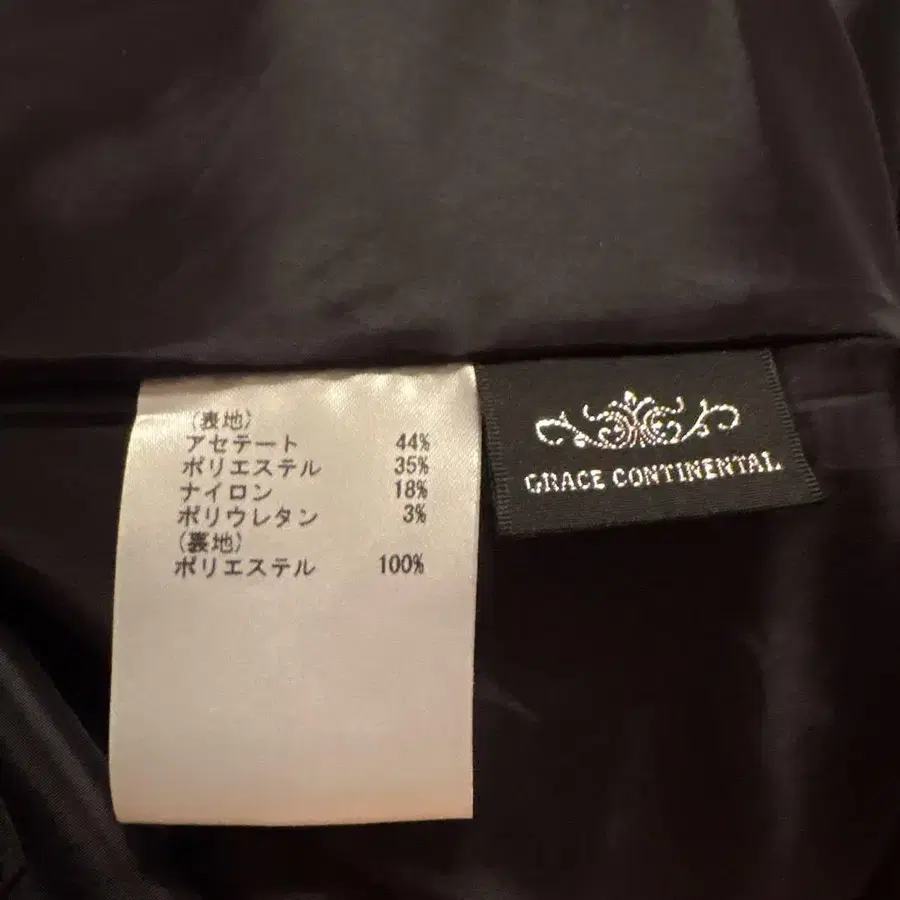 (表地)
アセテート 44%
ポリエステル 35%
ナイロン 18%
ポリウレタン 3%
(裏地)
ポリエステル 100%
GRACE CONTINENTAL